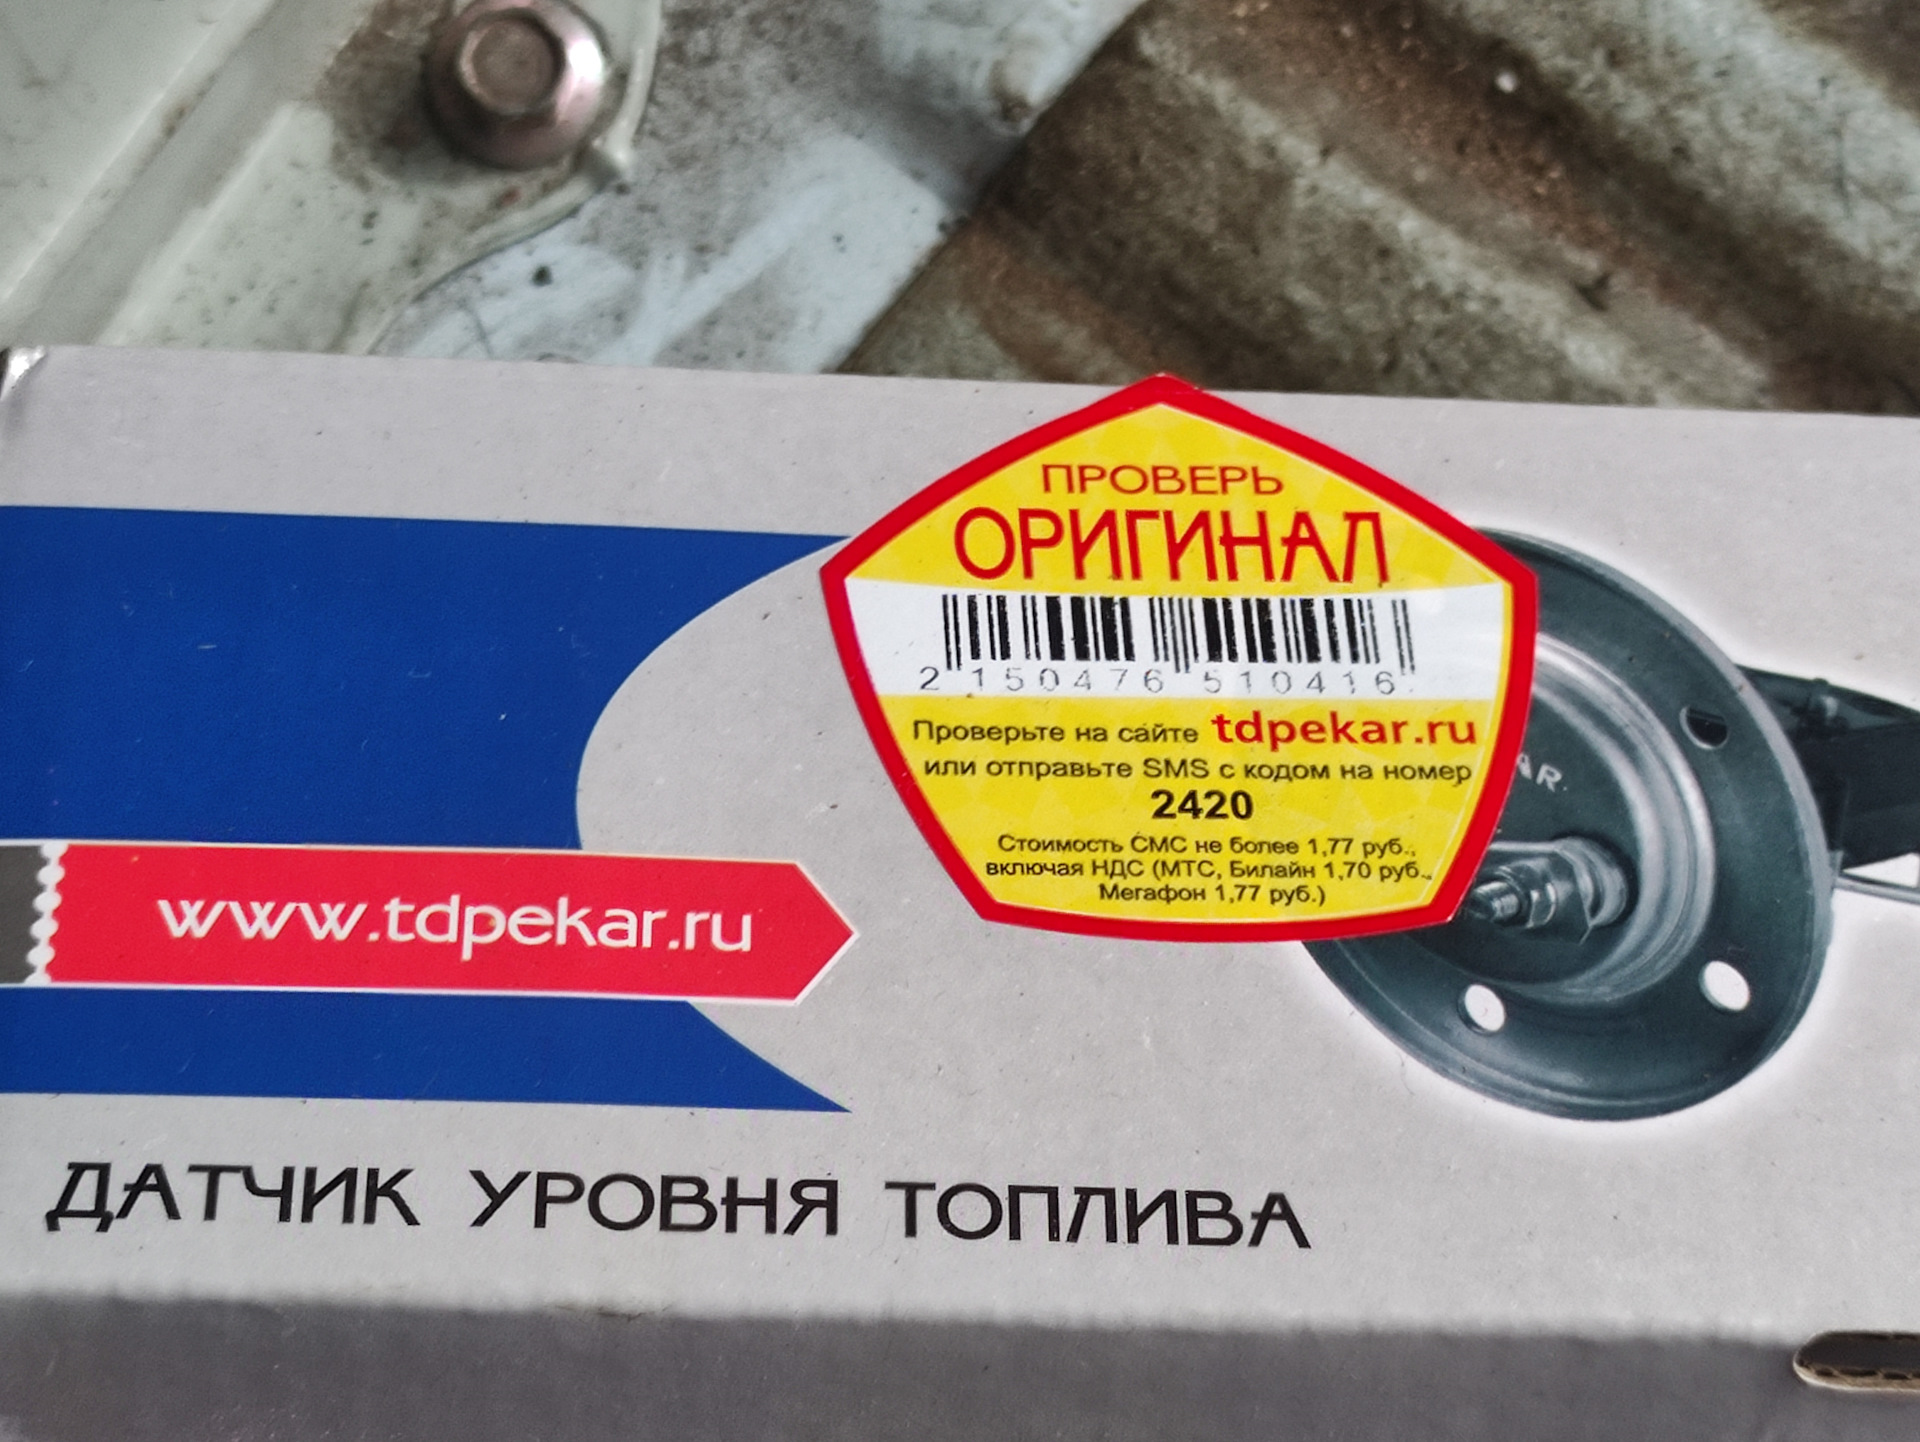 ПРОВЕРЬ
ОРИГИНАЛ
2 150476 510416
Проверьте на сайте tdpekar.ru
или отправьте SMS с кодом на номер
2420
Стоимость СМС не более 1,77 руб.,
включая НДС (МТС, Билайн 1,70 руб.,
Мегафон 1,77 руб.)
AR.
www.tdpekar.ru
ДАТЧИК УРОВНЯ ТОПЛИВА